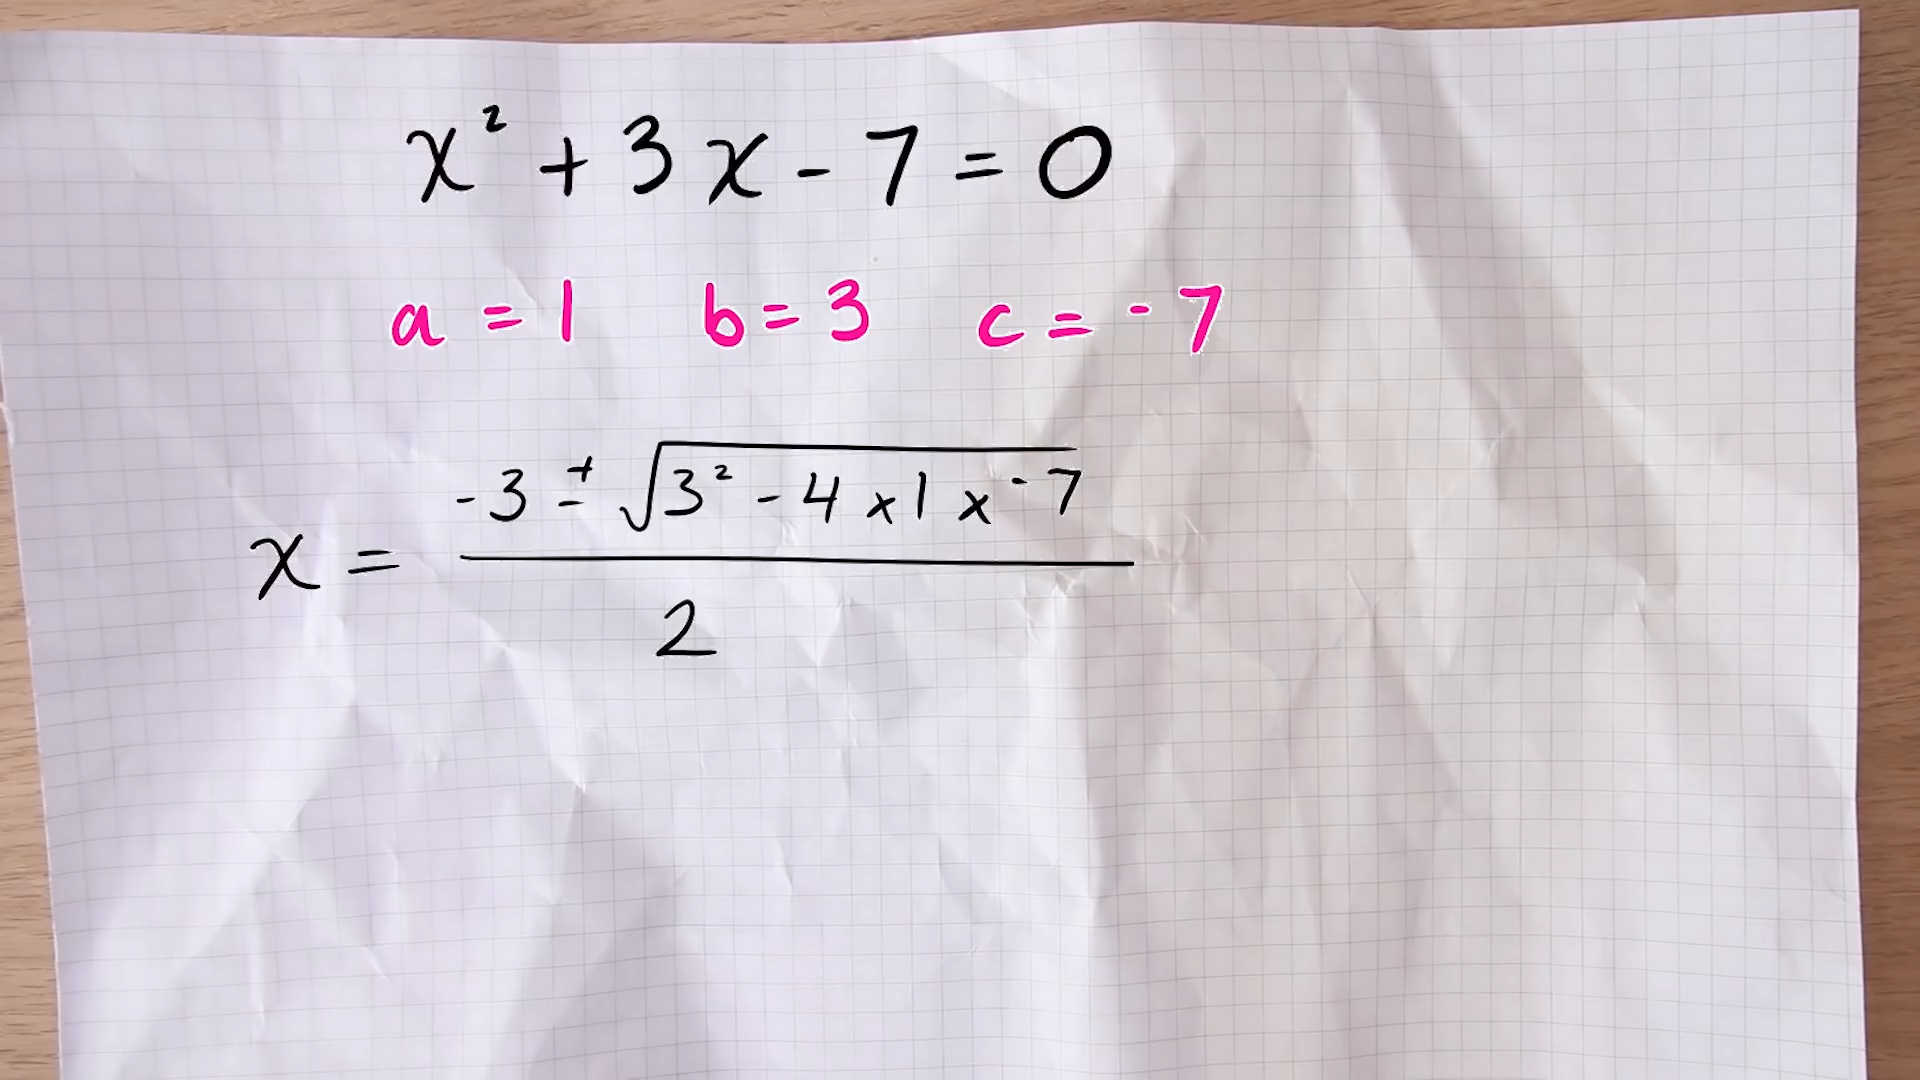 x² + 3x - 7 = 0
a = 1 b = 3 c = -7
x = (-3 ± √(3² - 4 x 1 x -7)) / 2